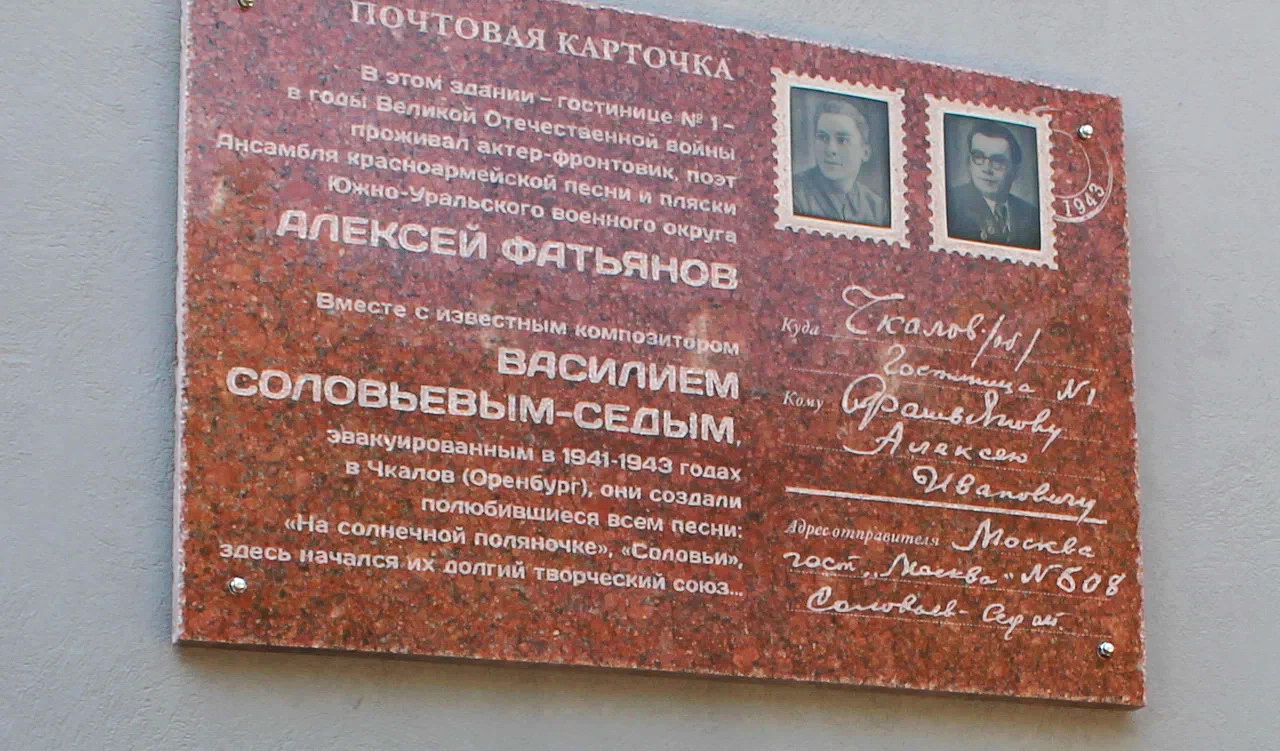 ПОЧТОВАЯ КАРТОЧКА
В этом здании – гостинице № 1 –
в годы Великой Отечественной войны
проживал актер-фронтовик, поэт
Ансамбля красноармейской песни и пляски
Южно-Уральского военного округа
АЛЕКСЕЙ ФАТЬЯНОВ
Вместе с известным композитором
ВАСИЛИЕМ
СОЛОВЬЕВЫМ-СЕДЫМ,
эвакуированным в 1941-1943 годах
в Чкалов (Оренбург), они создали
полюбившиеся всем песни:
«На солнечной поляночке», «Соловьи»,
здесь начался их долгий творческий союз...
1943
Куда Чкалов/об/
Гостиница №1
Кому Фатьянову
Алексею
Ивановичу
Адрес отправителя Москва
гост „Москва" № 508
Соловьев-Седой